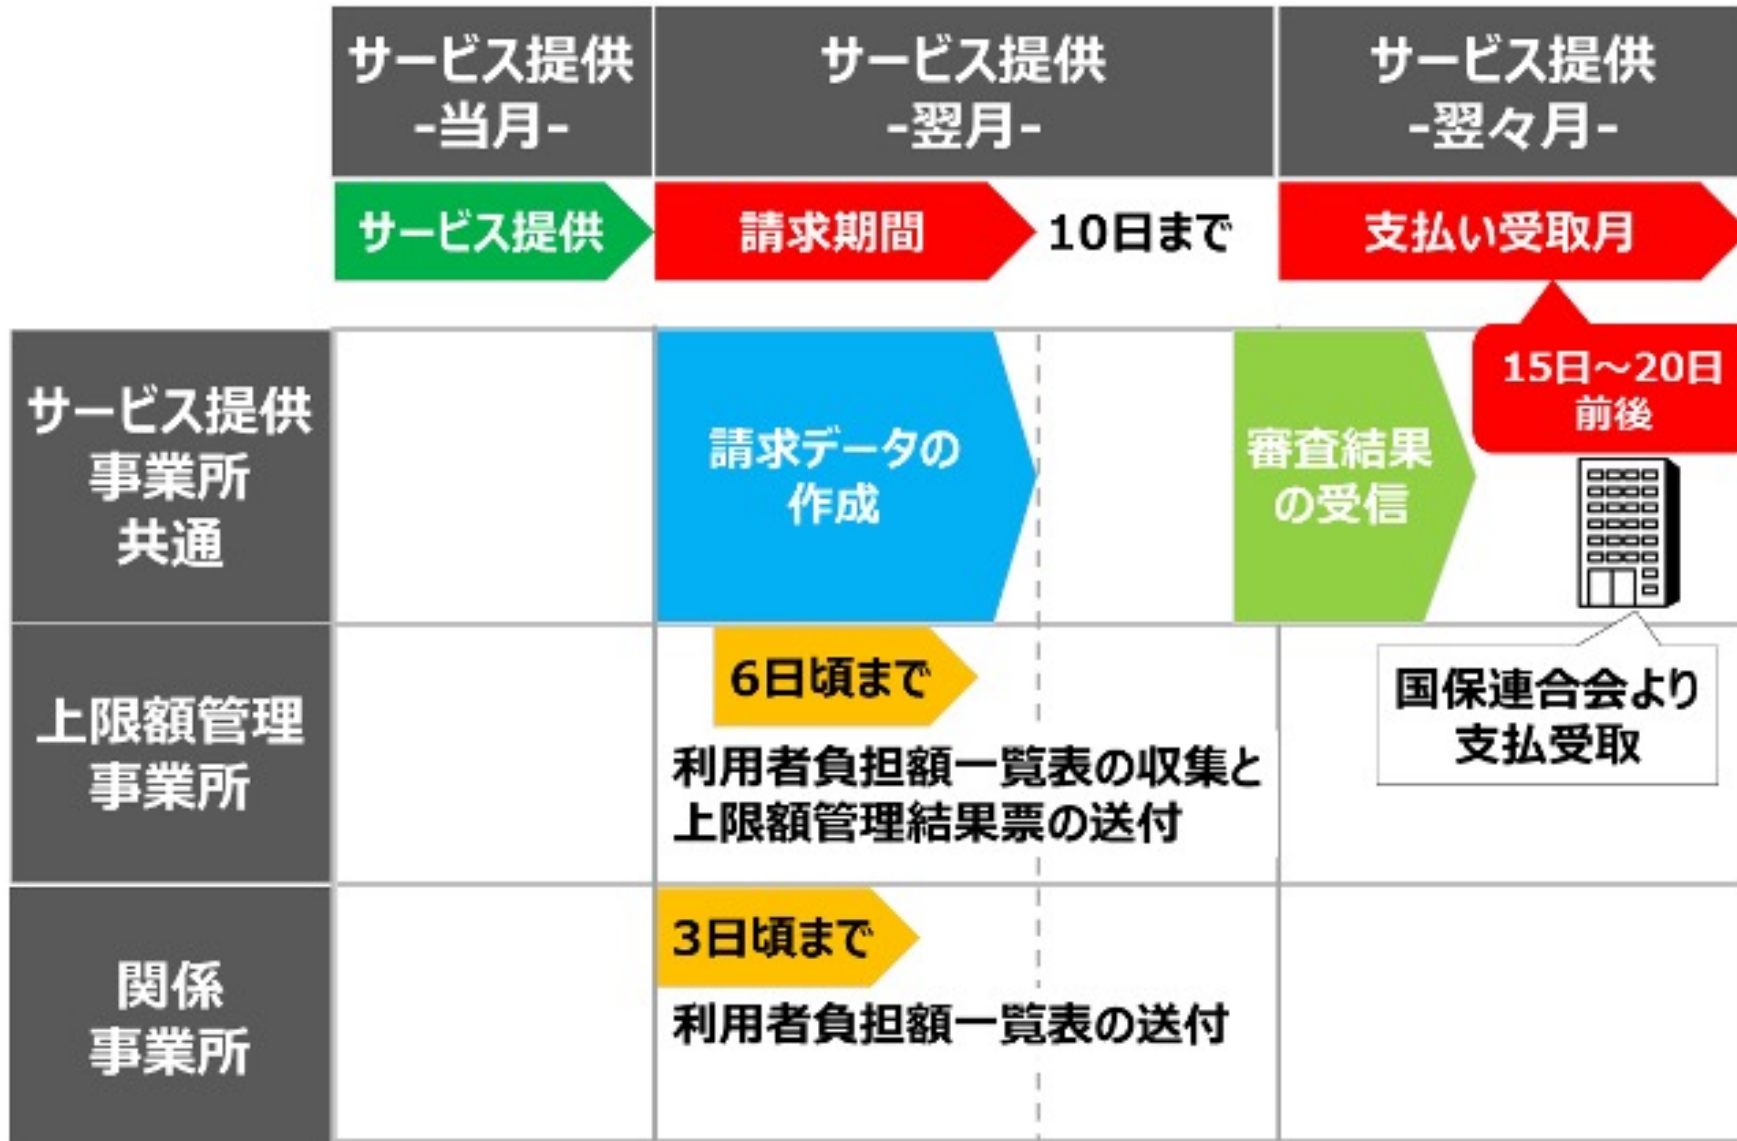 サービス提供
-当月-
サービス提供
-翌月-
サービス提供
-翌々月-
サービス提供
請求期間
10日まで
支払い受取月
サービス提供
事業所
共通
請求データの
作成
審査結果
の受信
15日～20日
前後
上限額管理
事業所
6日頃まで
利用者負担額一覧表の収集と
上限額管理結果票の送付
国保連合会より
支払受取
関係
事業所
3日頃まで
利用者負担額一覧表の送付